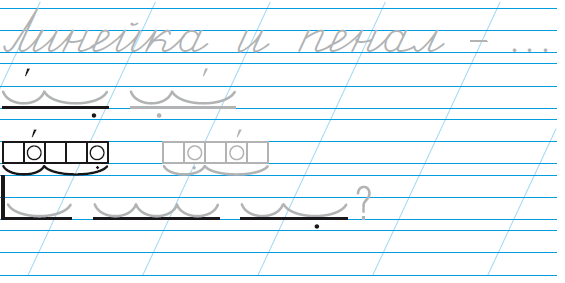 Линейка и пенал – ...
?